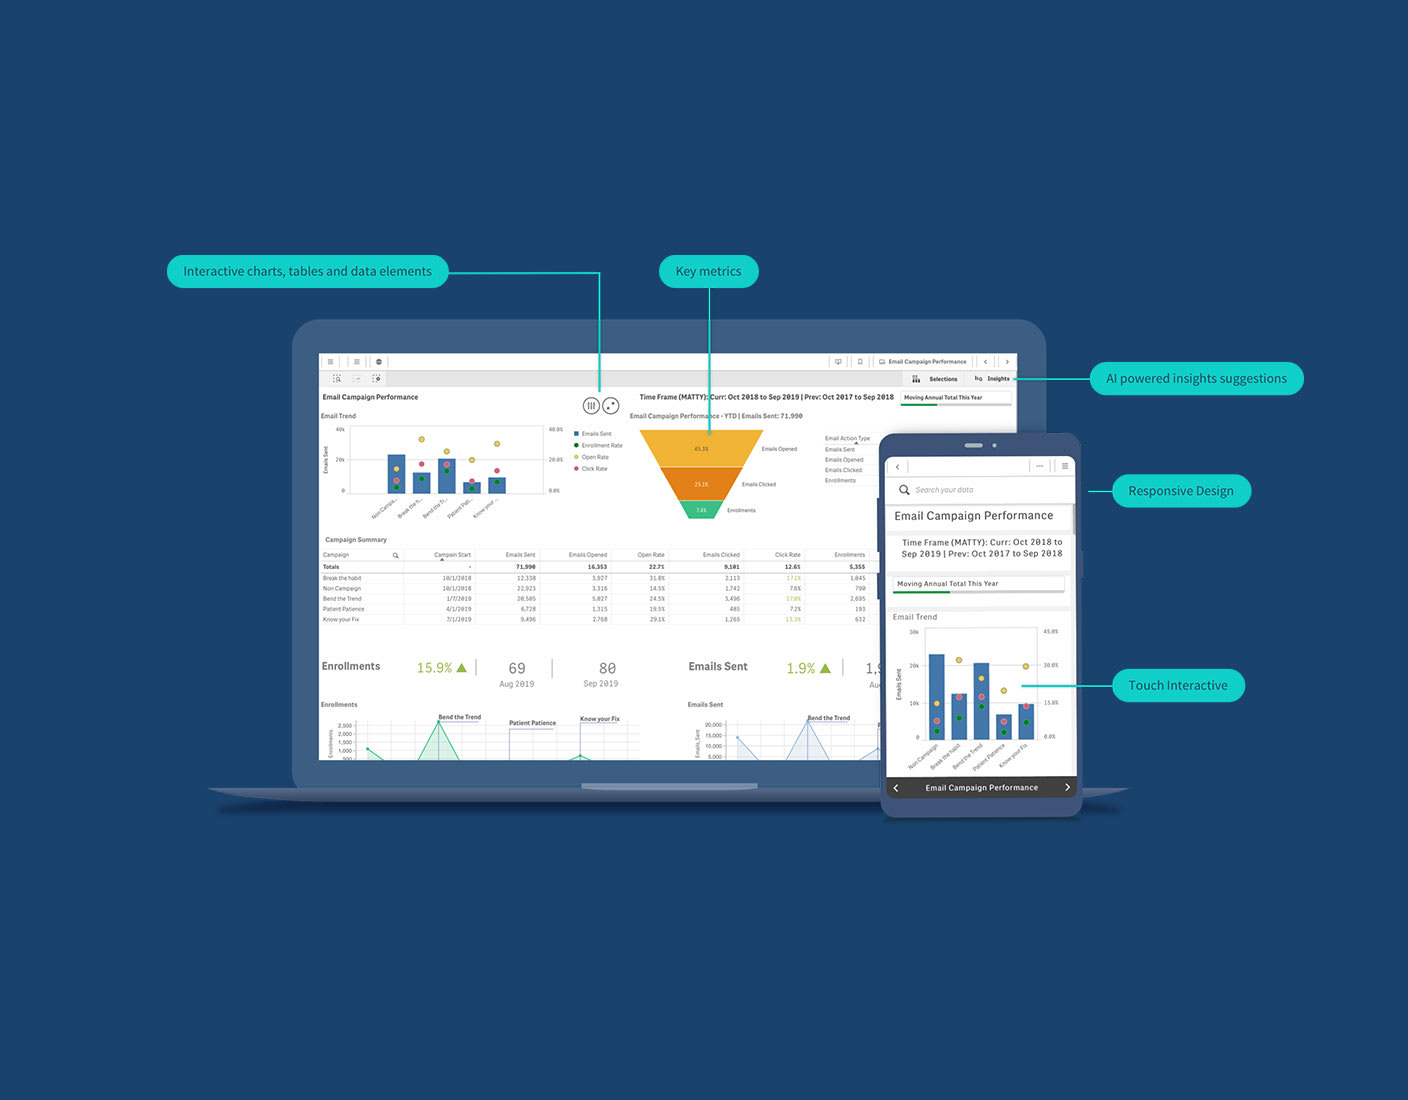 Interactive charts, tables and data elements
Key metrics
AI powered insights suggestions
Responsive Design
Touch Interactive
Email Campaign Performance
Selections
Insights
Email Campaign Performance
Time Frame (MATTY): Curr: Oct 2018 to Sep 2019 | Prev: Oct 2017 to Sep 2018
Moving Annual Total This Year
Email Trend
40k
20k
0
Emails Sent
40.0%
20.0%
0.0%
Non Campa...
Break the h...
Bend the Tr...
Patient Pati...
Know your ...
Emails Sent
Enrollment Rate
Open Rate
Click Rate
Email Campaign Performance - YTD | Emails Sent: 71,990
45.3%
Emails Opened
25.1%
Emails Clicked
7.4%
Enrollments
Email Action Type
Emails Sent
Emails Opened
Emails Clicked
Enrollments
Campaign Summary
Campaign Campain Start Emails Sent Emails Opened Open Rate Emails Clicked Click Rate Enrollments
Totals - 71,990 16,353 22.7% 9,101 12.6% 5,355
Break the habit 10/1/2018 12,338 3,927 31.8% 2,113 17.1% 1,045
Non Campaign 10/1/2018 22,923 3,316 14.5% 1,742 7.6% 790
Bend the Trend 1/7/2019 20,505 5,027 24.5% 3,496 17.0% 2,695
Patient Patience 4/1/2019 6,728 1,315 19.5% 485 7.2% 193
Know your Fix 7/1/2019 9,496 2,768 29.1% 1,265 13.3% 632
Enrollments
15.9%
69
Aug 2019
80
Sep 2019
Emails Sent
1.9%
Enrollments
2,500
2,000
1,500
1,000
500
Enrollments
Bend the Trend
Patient Patience
Know your Fix
Emails Sent
20,000
15,000
10,000
5,000
Emails_Sent
Bend the Trend
Search your data
Email Campaign Performance
Time Frame (MATTY): Curr: Oct 2018 to
Sep 2019 | Prev: Oct 2017 to Sep 2018
Moving Annual Total This Year
Email Trend
30k
20k
10k
0
Emails Sent
45.0%
30.0%
15.0%
0.0%
Non Campaign
Break the habit
Bend the Trend
Patient Patience
Know your Fix
Email Campaign Performance